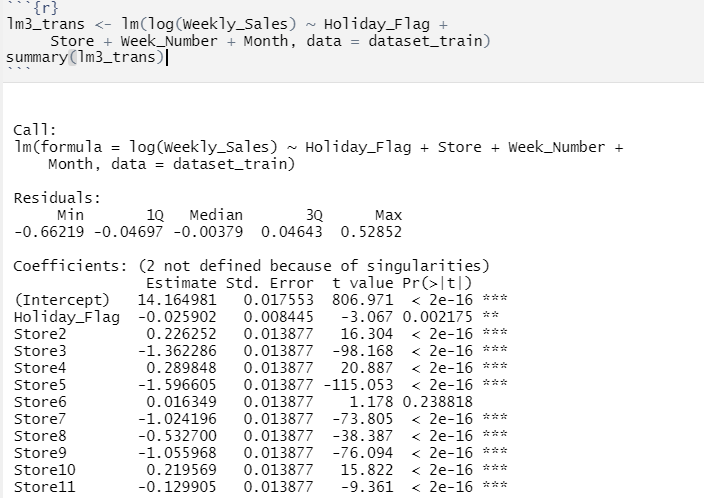 ```{r}
lm3_trans <- lm(log(Weekly_Sales) ~ Holiday_Flag +
Store + Week_Number + Month, data = dataset_train)
summary(lm3_trans)
```
Call:
lm(formula = log(Weekly_Sales) ~ Holiday_Flag + Store + Week_Number +
Month, data = dataset_train)
Residuals:
Min 1Q Median 3Q Max
-0.66219 -0.04697 -0.00379 0.04643 0.52852
Coefficients: (2 not defined because of singularities)
Estimate Std. Error t value Pr(>|t|)
(Intercept) 14.164981 0.017553 806.971 < 2e-16 ***
Holiday_Flag -0.025902 0.008445 -3.067 0.002175 **
Store2 0.226252 0.013877 16.304 < 2e-16 ***
Store3 -1.362286 0.013877 -98.168 < 2e-16 ***
Store4 0.289848 0.013877 20.887 < 2e-16 ***
Store5 -1.596605 0.013877 -115.053 < 2e-16 ***
Store6 0.016349 0.013877 1.178 0.238818
Store7 -1.024196 0.013877 -73.805 < 2e-16 ***
Store8 -0.532700 0.013877 -38.387 < 2e-16 ***
Store9 -1.055968 0.013877 -76.094 < 2e-16 ***
Store10 0.219569 0.013877 15.822 < 2e-16 ***
Store11 -0.129905 0.013877 -9.361 < 2e-16 ***